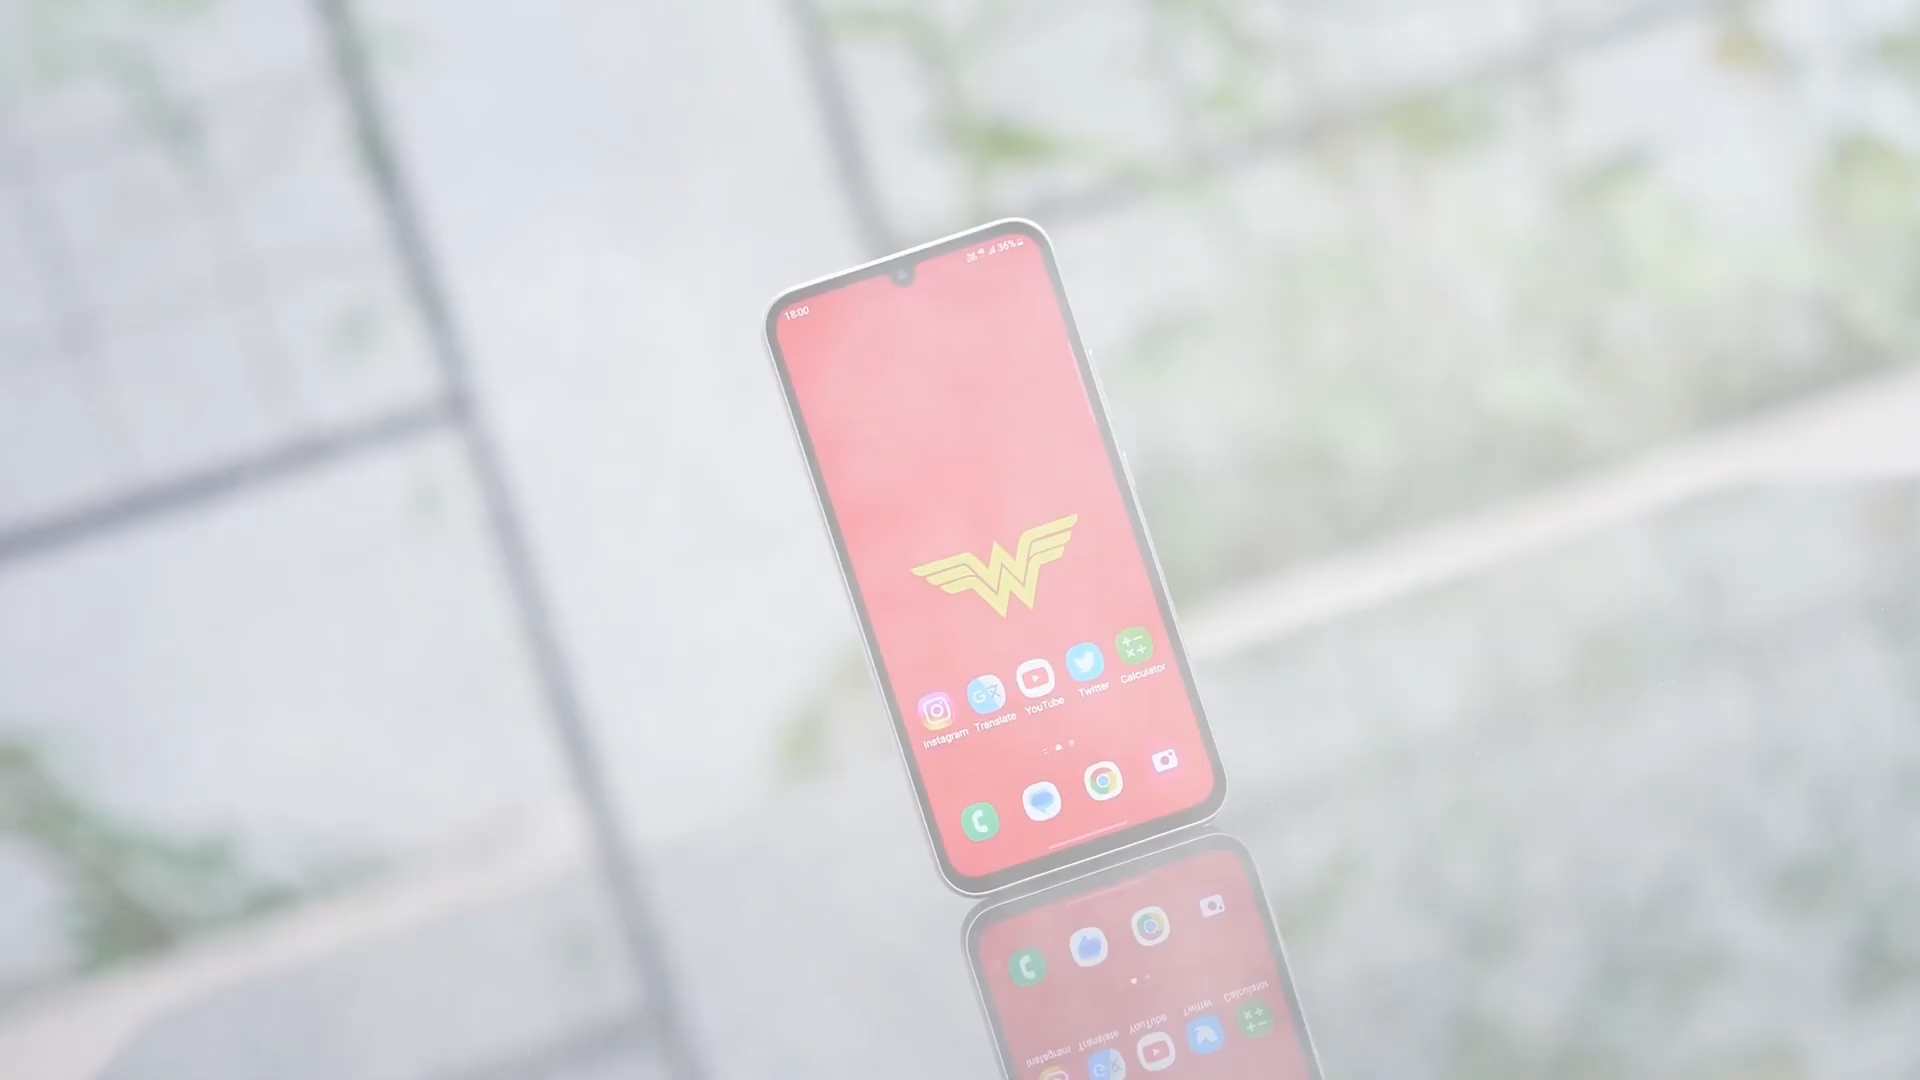 18:00
36%
Instagram
Translate
YouTube
Twitter
Calculator